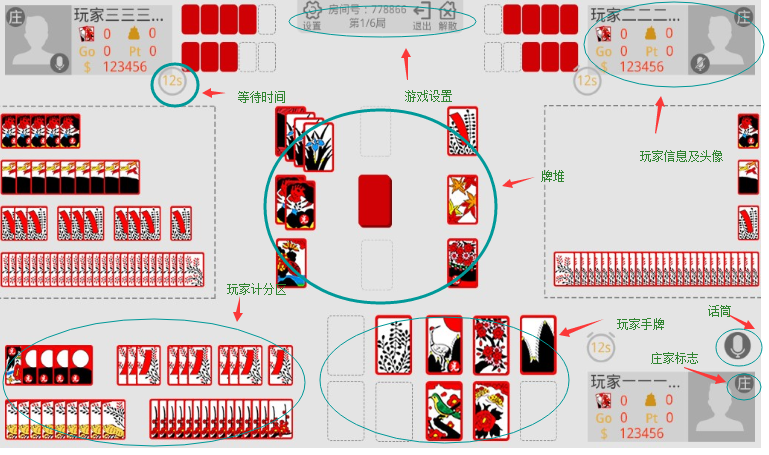 庄
玩家三三三...
0
0
Go 0
Pt 0
$ 123456
12s
设置
房间号：778866
第1/6局
退出
解散
庄
玩家二二二...
0
0
Go 0
Pt 0
$ 123456
12s
等待时间
游戏设置
玩家信息及头像
牌堆
玩家计分区
玩家手牌
话筒
12s
庄家标志
玩家一一一...
庄
0
0
Go 0
Pt 0
$ 123456